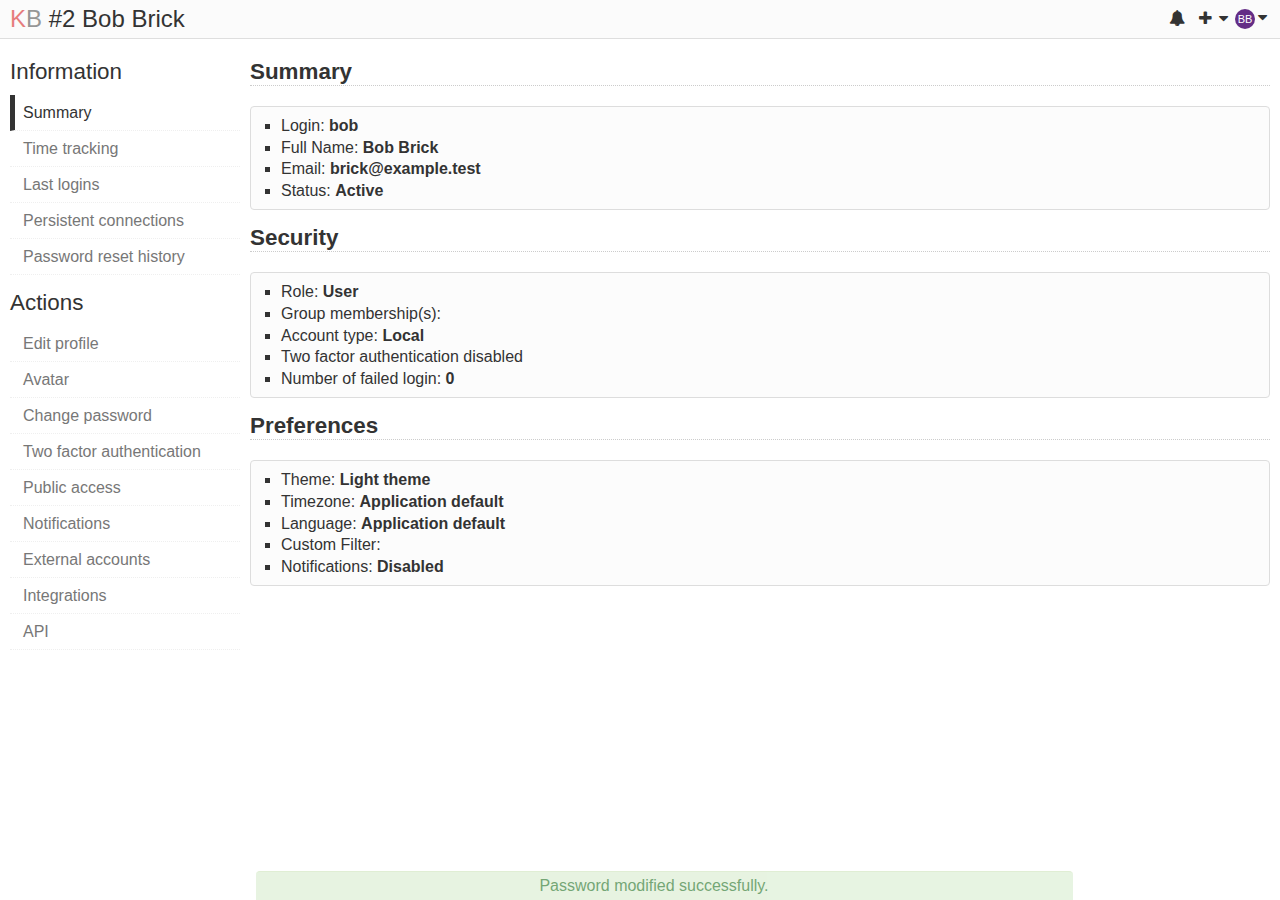 KB #2 Bob Brick
BB
Information
Summary
Time tracking
Last logins
Persistent connections
Password reset history
Actions
Edit profile
Avatar
Change password
Two factor authentication
Public access
Notifications
External accounts
Integrations
API
Summary
Login: bob
Full Name: Bob Brick
Email: brick@example.test
Status: Active
Security
Role: User
Group membership(s):
Account type: Local
Two factor authentication disabled
Number of failed login: 0
Preferences
Theme: Light theme
Timezone: Application default
Language: Application default
Custom Filter:
Notifications: Disabled
Password modified successfully.